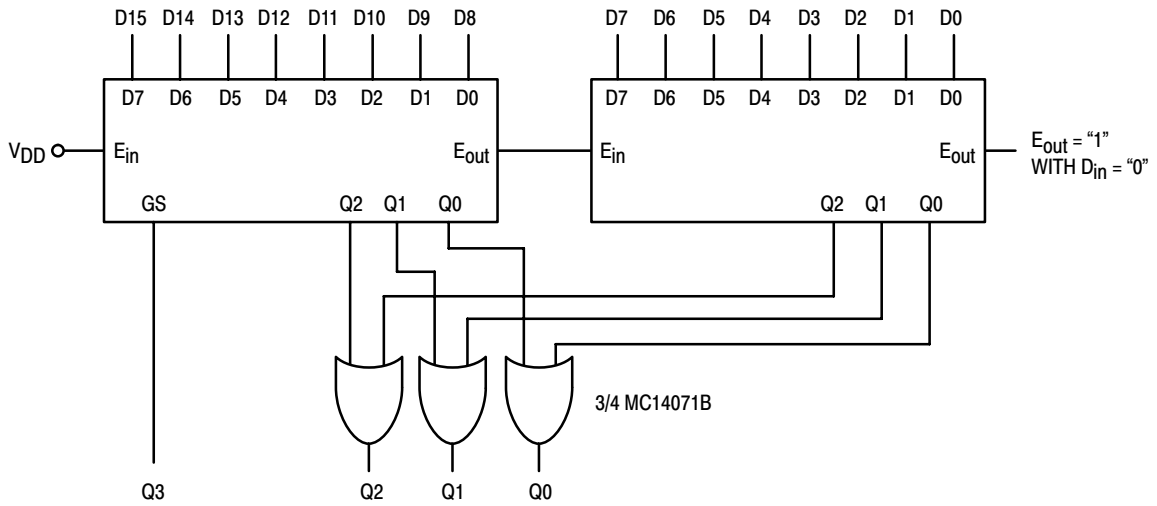 D15 D14 D13 D12 D11 D10 D9 D8 D7 D6 D5 D4 D3 D2 D1 D0
D7 D6 D5 D4 D3 D2 D1 D0 D7 D6 D5 D4 D3 D2 D1 D0
VDD Ein Eout Ein Eout Eout = “1”
WITH Din = “0”
GS Q2 Q1 Q0 Q2 Q1 Q0
3/4 MC14071B
Q3 Q2 Q1 Q0